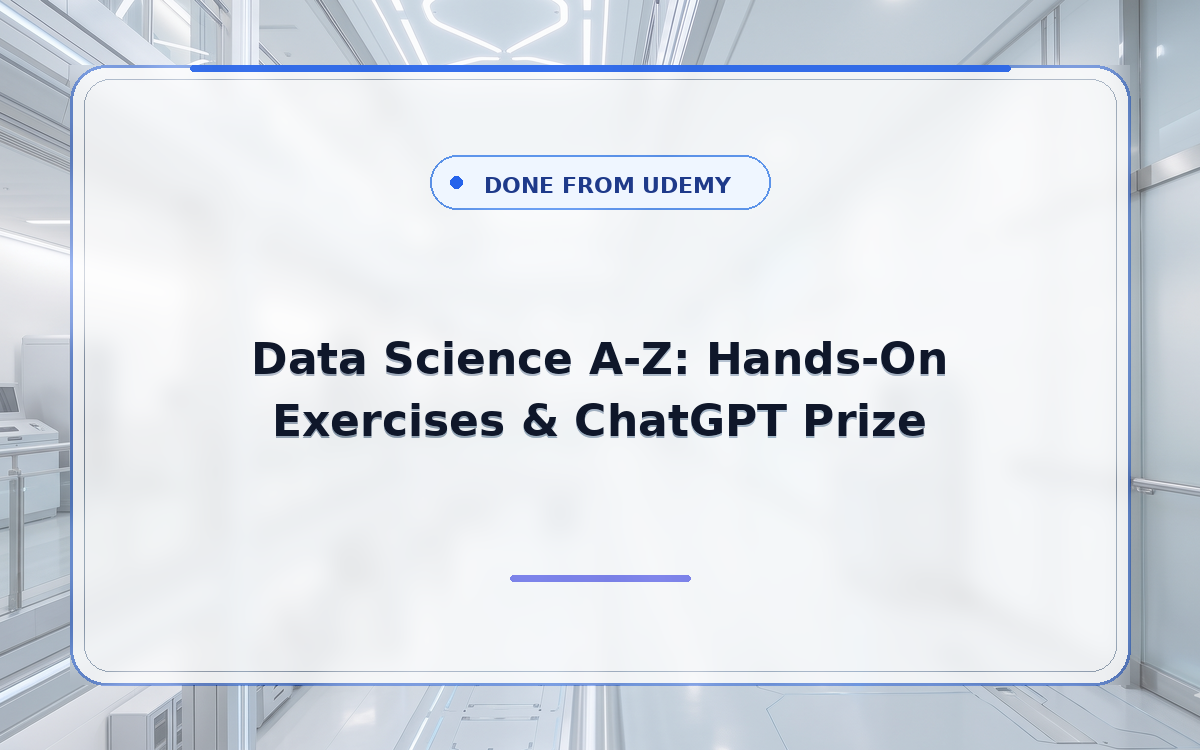 DONE FROM UDEMY
Data Science A-Z: Hands-On
Exercises & ChatGPT Prize